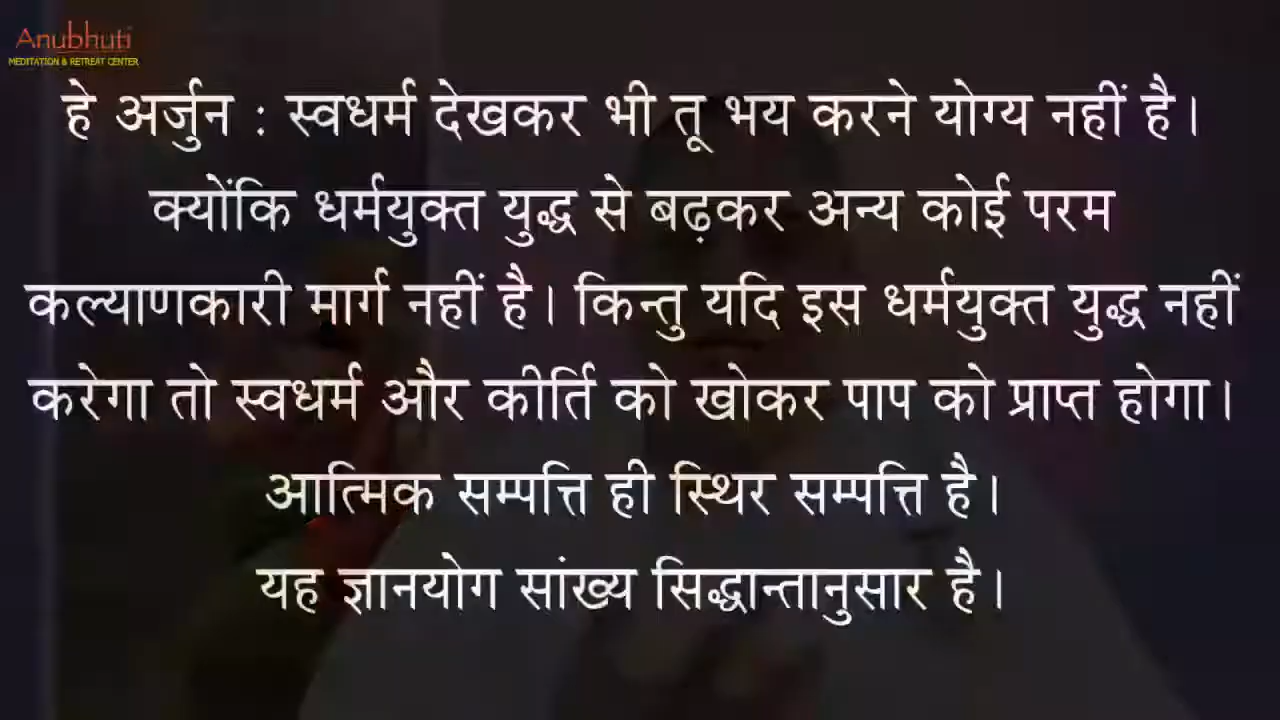 Anubhuti
MEDITATION & RETREAT CENTER
हे अर्जुन : स्वधर्म देखकर भी तू भय करने योग्य नहीं है।
क्योंकि धर्मयुक्त युद्ध से बढ़कर अन्य कोई परम
कल्याणकारी मार्ग नहीं है। किन्तु यदि इस धर्मयुक्त युद्ध नहीं
करेगा तो स्वधर्म और कीर्ति को खोकर पाप को प्राप्त होगा।
आत्मिक सम्पत्ति ही स्थिर सम्पत्ति है।
यह ज्ञानयोग सांख्य सिद्धान्तानुसार है।